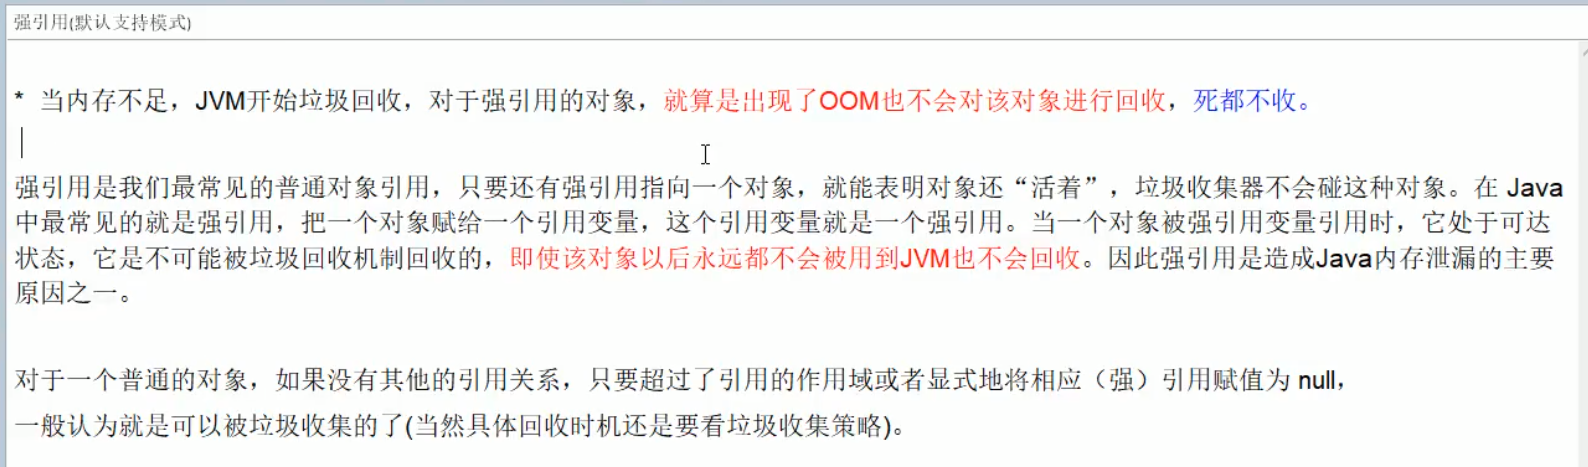 强引用(默认支持模式)
* 当内存不足，JVM开始垃圾回收，对于强引用的对象，就算是出现了OOM也不会对该对象进行回收，死都不收。
强引用是我们最常见的普通对象引用，只要还有强引用指向一个对象，就能表明对象还“活着”，垃圾收集器不会碰这种对象。在 Java
中最常见的就是强引用，把一个对象赋给一个引用变量，这个引用变量就是一个强引用。当一个对象被强引用变量引用时，它处于可达
状态，它是不可能被垃圾回收机制回收的，即使该对象以后永远都不会被用到JVM也不会回收。因此强引用是造成Java内存泄漏的主要
原因之一。
对于一个普通的对象，如果没有其他的引用关系，只要超过了引用的作用域或者显式地将相应（强）引用赋值为 null，
一般认为就是可以被垃圾收集的了(当然具体回收时机还是要看垃圾收集策略)。